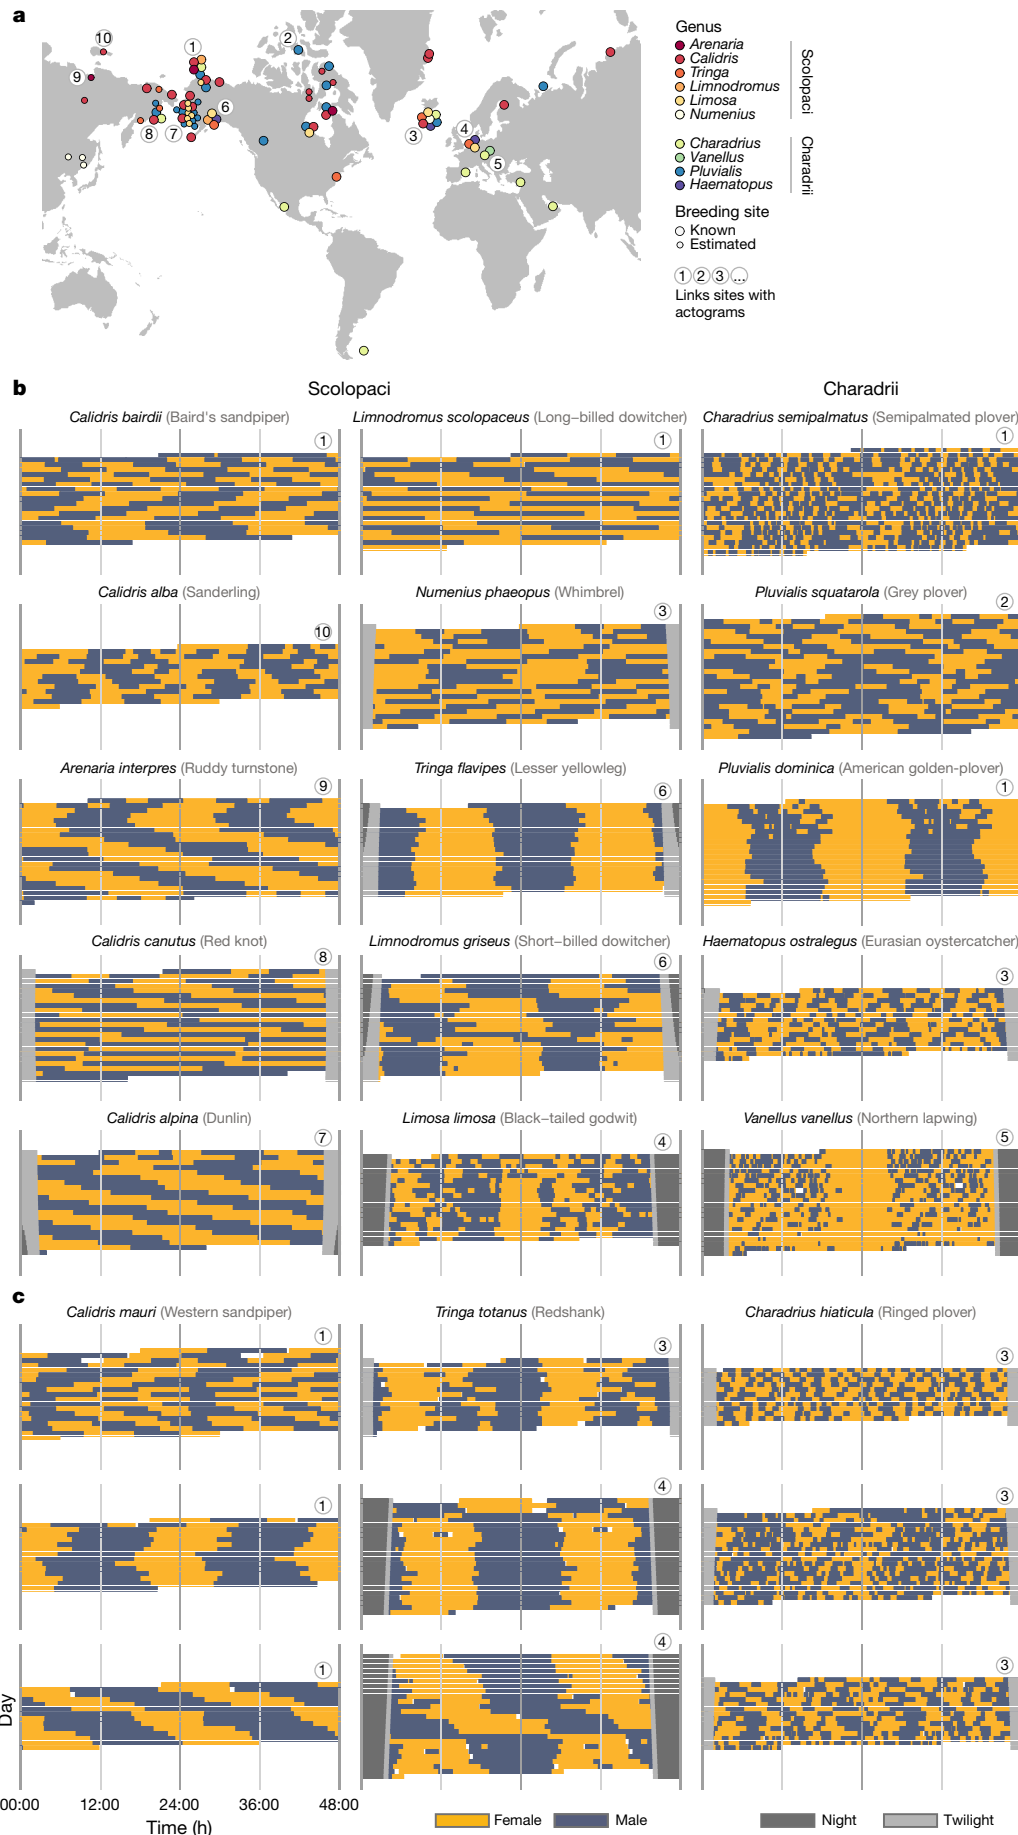 a
10
1
2
9
6
8
7
3
4
5
Genus
Arenaria
Calidris
Tringa
Limnodromus
Limosa
Numenius
Scolopaci
Charadrius
Vanellus
Pluvialis
Haematopus
Charadrii
Breeding site
Known
Estimated
1 2 3 ...
Links sites with
actograms
b
Scolopaci
Charadrii
Calidris bairdii (Baird's sandpiper)
Limnodromus scolopaceus (Long−billed dowitcher)
Charadrius semipalmatus (Semipalmated plover)
1
1
1
Calidris alba (Sanderling)
Numenius phaeopus (Whimbrel)
Pluvialis squatarola (Grey plover)
10
3
2
Arenaria interpres (Ruddy turnstone)
Tringa flavipes (Lesser yellowleg)
Pluvialis dominica (American golden-plover)
9
6
1
Calidris canutus (Red knot)
Limnodromus griseus (Short−billed dowitcher)
Haematopus ostralegus (Eurasian oystercatcher)
8
6
3
Calidris alpina (Dunlin)
Limosa limosa (Black−tailed godwit)
Vanellus vanellus (Northern lapwing)
7
4
5
c
Calidris mauri (Western sandpiper)
Tringa totanus (Redshank)
Charadrius hiaticula (Ringed plover)
1
3
3
1
4
3
1
4
3
Day
00:00 12:00 24:00 36:00 48:00
Time (h)
Female
Male
Night
Twilight